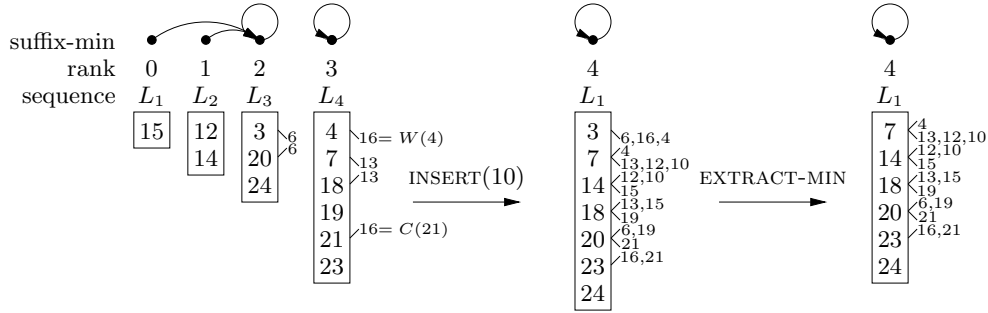 suffix-min
rank 0 1 2 3 4 4
sequence L₁ L₂ L₃ L₄ L₁ L₁
15 12 3 4 3 7
14 20 7 7 14
24 18 14 18
19 18 20
21 20 23
23 23 24
24
6
6
16= W(4)
13
13
16= C(21)
INSERT(10)
6,16,4
4
13,12,10
12,10
15
13,15
19
6,19
21
16,21
EXTRACT-MIN
4
13,12,10
12,10
15
13,15
19
6,19
21
16,21